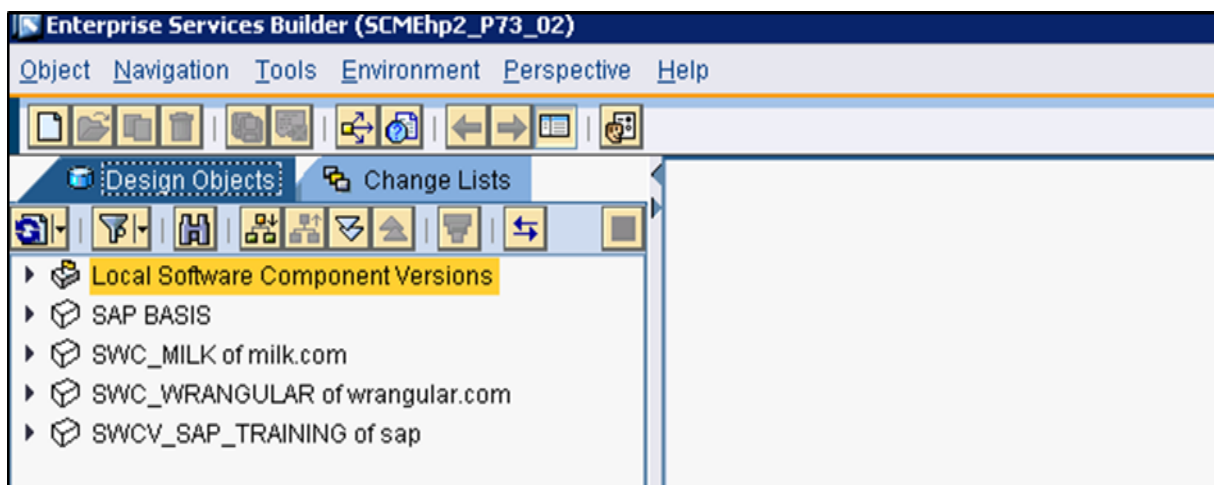 Enterprise Services Builder (SCMEhp2_P73_02)
Object Navigation Tools Environment Perspective Help
Design Objects Change Lists
Local Software Component Versions
SAP BASIS
SWC_MILK of milk.com
SWC_WRANGULAR of wrangular.com
SWCV_SAP_TRAINING of sap